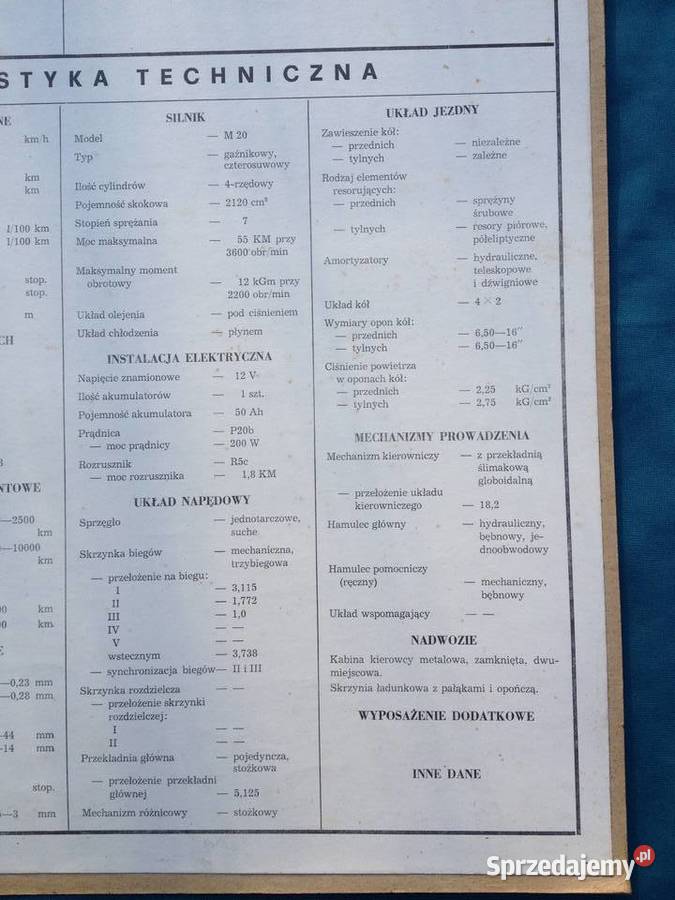 STYKA TECHNICZNA
NE
km/h
km
km
l/100 km
l/100 km
stop.
stop.
m
CH
3
NTOWE
—2500
km
—10000
km
00 km
0 km
E
—0,23 mm
—0,28 mm
—44 mm
—14 mm
stop.
—3 mm
SILNIK
Model — M 20
Typ — gaźnikowy,
czterosuwowy
Ilość cylindrów — 4-rzędowy
Pojemność skokowa — 2120 cm³
Stopień sprężania — 7
Moc maksymalna — 55 KM przy
3600 obr/min
Maksymalny moment
obrotowy — 12 kGm przy
2200 obr/min
Układ olejenia — pod ciśnieniem
Układ chłodzenia — płynem
INSTALACJA ELEKTRYCZNA
Napięcie znamionowe — 12 V
Ilość akumulatorów — 1 szt.
Pojemność akumulatora — 50 Ah
Prądnica — P20b
— moc prądnicy — 200 W
Rozrusznik — R5c
— moc rozrusznika — 1,8 KM
UKŁAD NAPĘDOWY
Sprzęgło — jednotarczowe,
suche
Skrzynka biegów — mechaniczna,
trzybiegowa
— przełożenie na biegu:
I — 3,115
II — 1,772
III — 1,0
IV — —
V — —
wstecznym — 3,738
— synchronizacja biegów — II i III
Skrzynka rozdzielcza — —
— przełożenie skrzynki
rozdzielczej:
I — —
II — —
Przekładnia główna — pojedyncza,
stożkowa
— przełożenie przekładni
głównej — 5,125
Mechanizm różnicowy — stożkowy
UKŁAD JEZDNY
Zawieszenie kół:
— przednich — niezależne
— tylnych — zależne
Rodzaj elementów
resorujących:
— przednich — sprężyny
śrubowe
— tylnych — resory piórowe,
półeliptyczne
Amortyzatory — hydrauliczne,
teleskopowe
i dźwigniowe
Układ kół — 4 × 2
Wymiary opon kół:
— przednich — 6,50—16″
— tylnych — 6,50—16″
Ciśnienie powietrza
w oponach kół:
— przednich — 2,25 kG/cm²
— tylnych — 2,75 kG/cm²
MECHANIZMY PROWADZENIA
Mechanizm kierowniczy — z przekładnią
ślimakową
globoidalną
— przełożenie układu
kierowniczego — 18,2
Hamulec główny — hydrauliczny,
bębnowy, je-
dnoobwodowy
Hamulec pomocniczy
(ręczny) — mechaniczny,
bębnowy
Układ wspomagający — —
NADWOZIE
Kabina kierowcy metalowa, zamknięta, dwu-
miejscowa.
Skrzynia ładunkowa z pałąkami i opończą.
WYPOSAŻENIE DODATKOWE
INNE DANE
Sprzedajemy.pl